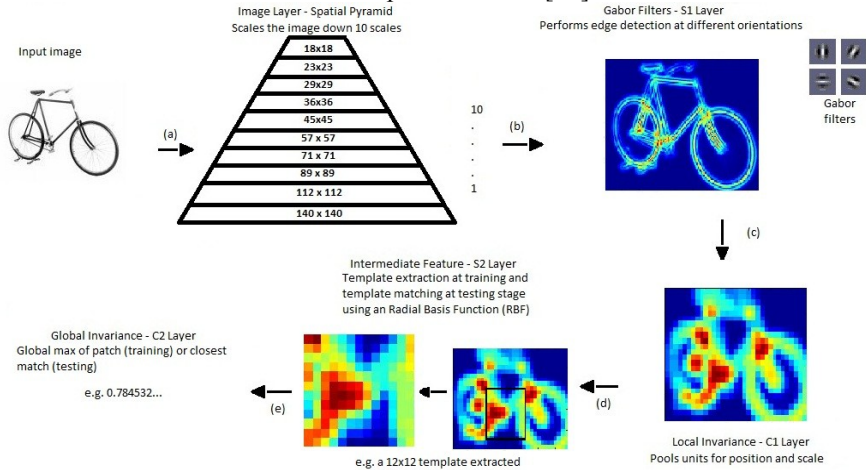 Image Layer - Spatial Pyramid
Scales the image down 10 scales
Gabor Filters - S1 Layer
Performs edge detection at different orientations
Input image
18x18
23x23
29x29
36x36
45x45
57 x 57
71 x 71
89 x 89
112 x 112
140 x 140
(a)
10
.
.
.
.
1
(b)
Gabor
filters
(c)
Intermediate Feature - S2 Layer
Template extraction at training and
template matching at testing stage
using an Radial Basis Function (RBF)
Global Invariance - C2 Layer
Global max of patch (training) or closest
match (testing)
e.g. 0.784532...
(e)
(d)
e.g. a 12x12 template extracted
Local Invariance - C1 Layer
Pools units for position and scale